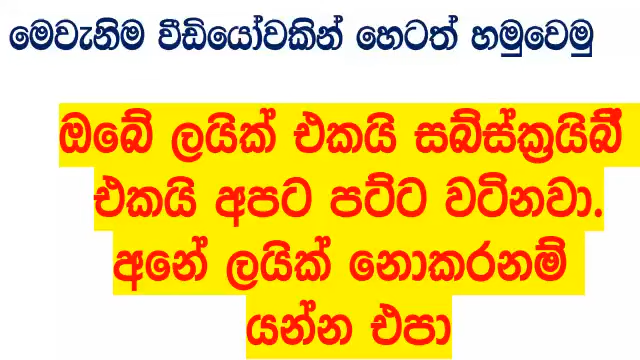 මෙවැනිම වීඩියෝවකින් හෙටත් හමුවෙමු
ඔබේ ලයික් එකයි සබ්ස්ක්‍රයිබ්
එකයි අපට පට්ට වටිනවා.
අනේ ලයික් නොකරනම්
යන්න එපා